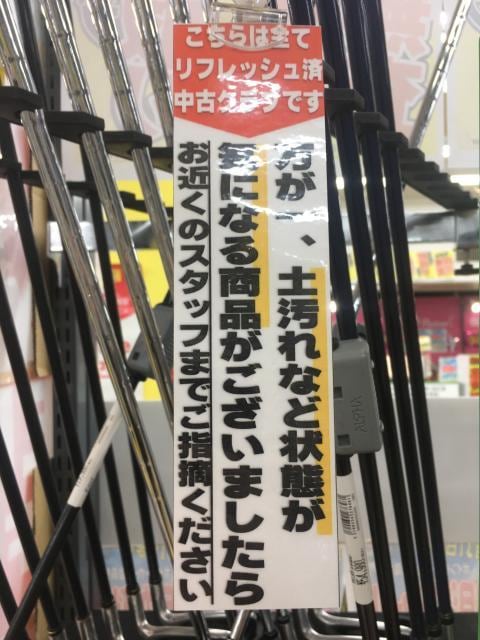 こちらは全て
リフレッシュ済
中古クラブです
万が一、土汚れなど状態が
気になる商品がございましたら
お近くのスタッフまでご指摘ください
ALPHA